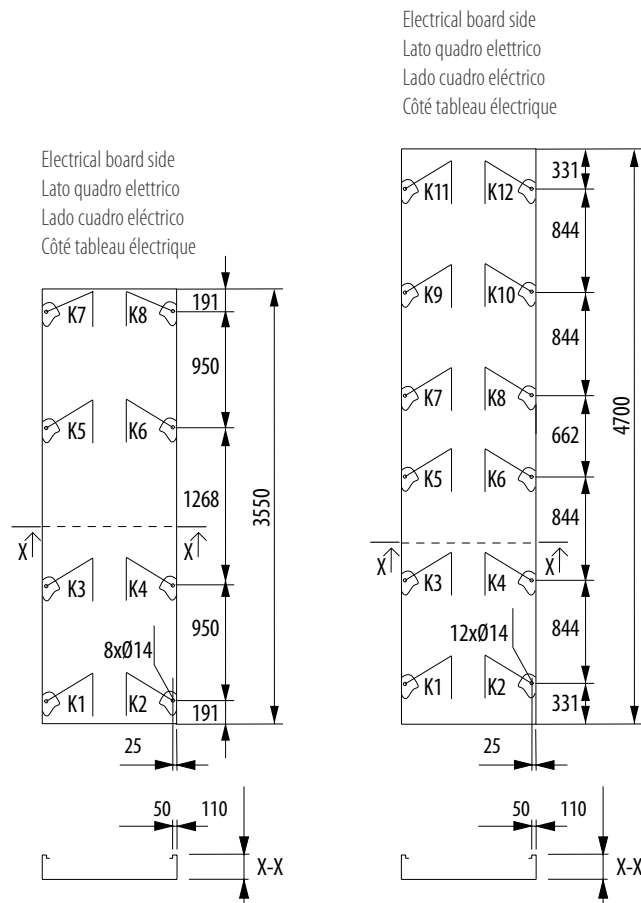 Electrical board side
Lato quadro elettrico
Lado cuadro eléctrico
Côté tableau électrique
K7 K8 191
950
K5 K6
1268
3550
X X
K3 K4
950
8xØ14
K1 K2 191
25
50 110
X-X
Electrical board side
Lato quadro elettrico
Lado cuadro eléctrico
Côté tableau électrique
331
K11 K12
844
K9 K10
844
K7 K8
662
4700
K5 K6
844
X X
K3 K4
844
12xØ14
K1 K2
331
25
50 110
X-X